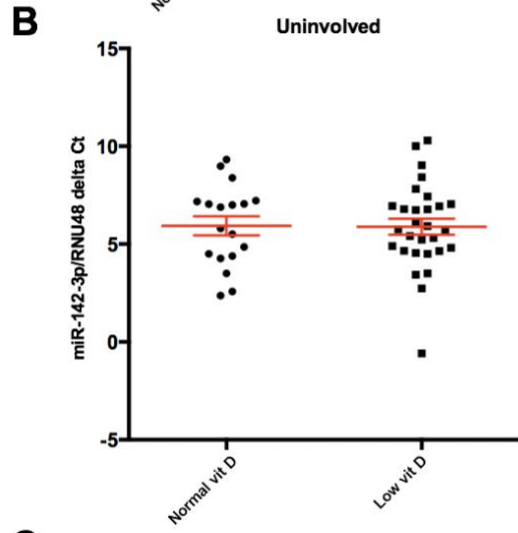 B
Uninvolved
15
10
5
0
-5
miR-142-3p/RNU48 delta Ct
Normal vit D
Low vit D